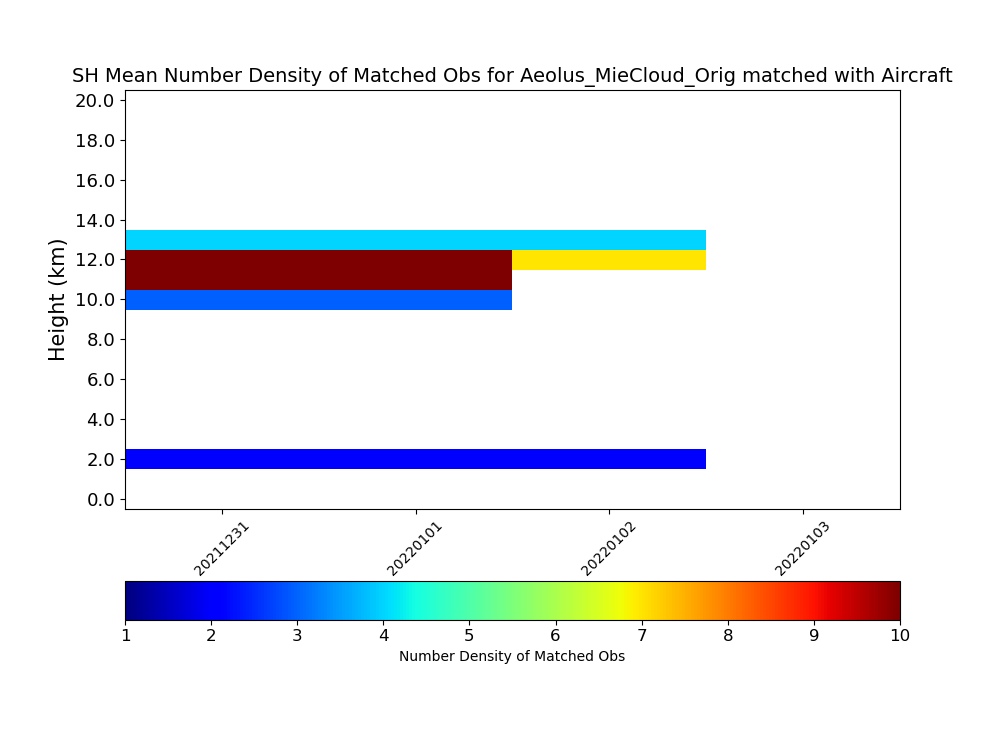 SH Mean Number Density of Matched Obs for Aeolus_MieCloud_Orig matched with Aircraft
20.0
18.0
16.0
14.0
12.0
10.0
8.0
6.0
4.0
2.0
0.0
Height (km)
20211231 20220101 20220102 20220103
1 2 3 4 5 6 7 8 9 10
Number Density of Matched Obs